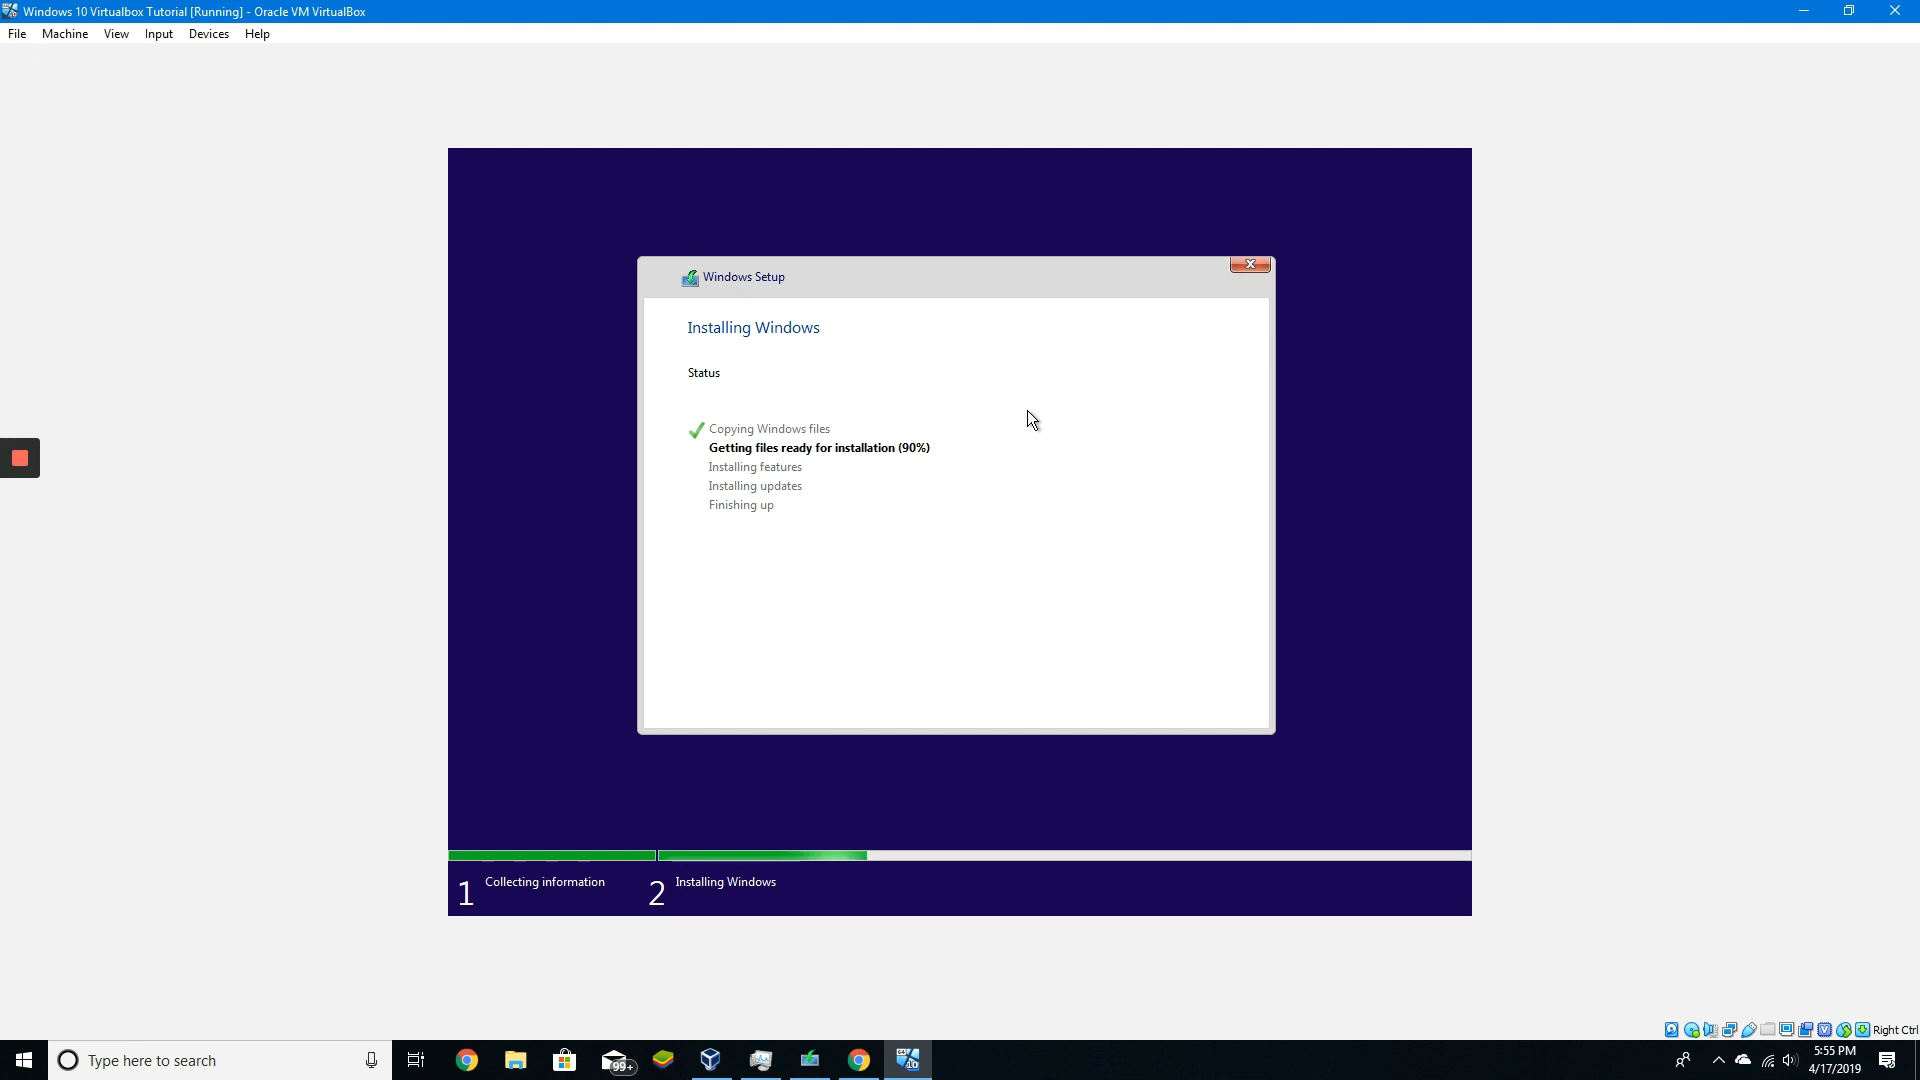 Windows 10 Virtualbox Tutorial [Running] - Oracle VM VirtualBox
File Machine View Input Devices Help
Windows Setup
Installing Windows
Status
Copying Windows files
Getting files ready for installation (90%)
Installing features
Installing updates
Finishing up
1 Collecting information 2 Installing Windows
Right Ctrl
Type here to search
99+
64
10
5:55 PM
4/17/2019